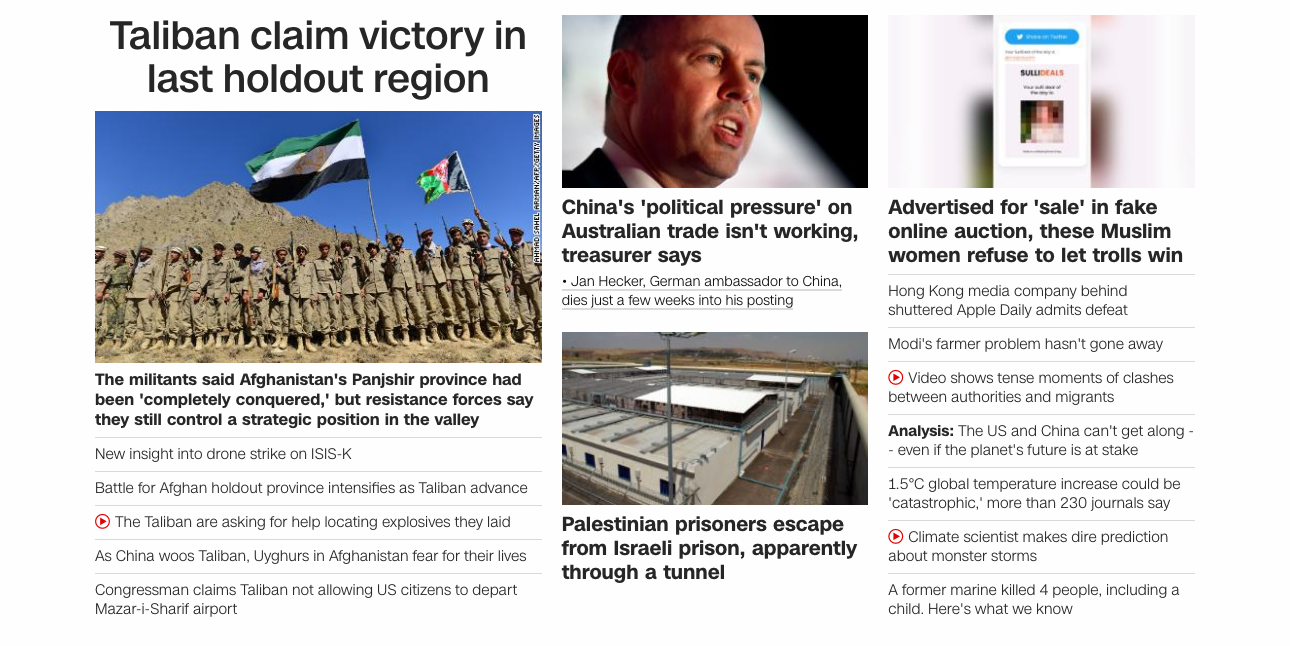 Taliban claim victory in
last holdout region
AHMAD SAHEL ARMAN/AFP/GETTY IMAGES
The militants said Afghanistan's Panjshir province had
been 'completely conquered,' but resistance forces say
they still control a strategic position in the valley
New insight into drone strike on ISIS-K
Battle for Afghan holdout province intensifies as Taliban advance
The Taliban are asking for help locating explosives they laid
As China woos Taliban, Uyghurs in Afghanistan fear for their lives
Congressman claims Taliban not allowing US citizens to depart
Mazar-i-Sharif airport
China's 'political pressure' on
Australian trade isn't working,
treasurer says
• Jan Hecker, German ambassador to China,
dies just a few weeks into his posting
Palestinian prisoners escape
from Israeli prison, apparently
through a tunnel
Share on Twitter
SULLIDEALS
Your sulli deal of
the day is
Advertised for 'sale' in fake
online auction, these Muslim
women refuse to let trolls win
Hong Kong media company behind
shuttered Apple Daily admits defeat
Modi's farmer problem hasn't gone away
Video shows tense moments of clashes
between authorities and migrants
Analysis: The US and China can't get along -
- even if the planet's future is at stake
1.5°C global temperature increase could be
'catastrophic,' more than 230 journals say
Climate scientist makes dire prediction
about monster storms
A former marine killed 4 people, including a
child. Here's what we know